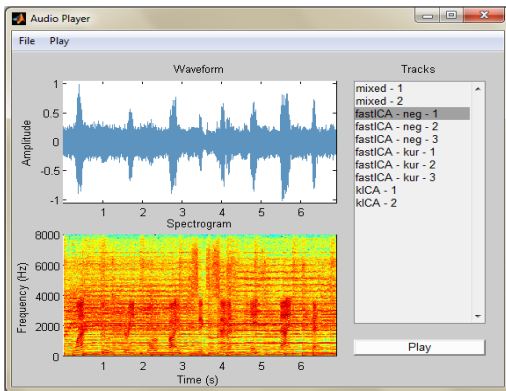 Audio Player
File Play
Waveform
Amplitude
1
0.5
0
-0.5
-1
1 2 3 4 5 6
Spectrogram
Frequency (Hz)
8000
6000
4000
2000
0
1 2 3 4 5 6
Time (s)
Tracks
mixed - 1
mixed - 2
fastICA - neg - 1
fastICA - neg - 2
fastICA - neg - 3
fastICA - kur - 1
fastICA - kur - 2
fastICA - kur - 3
kICA - 1
kICA - 2
Play